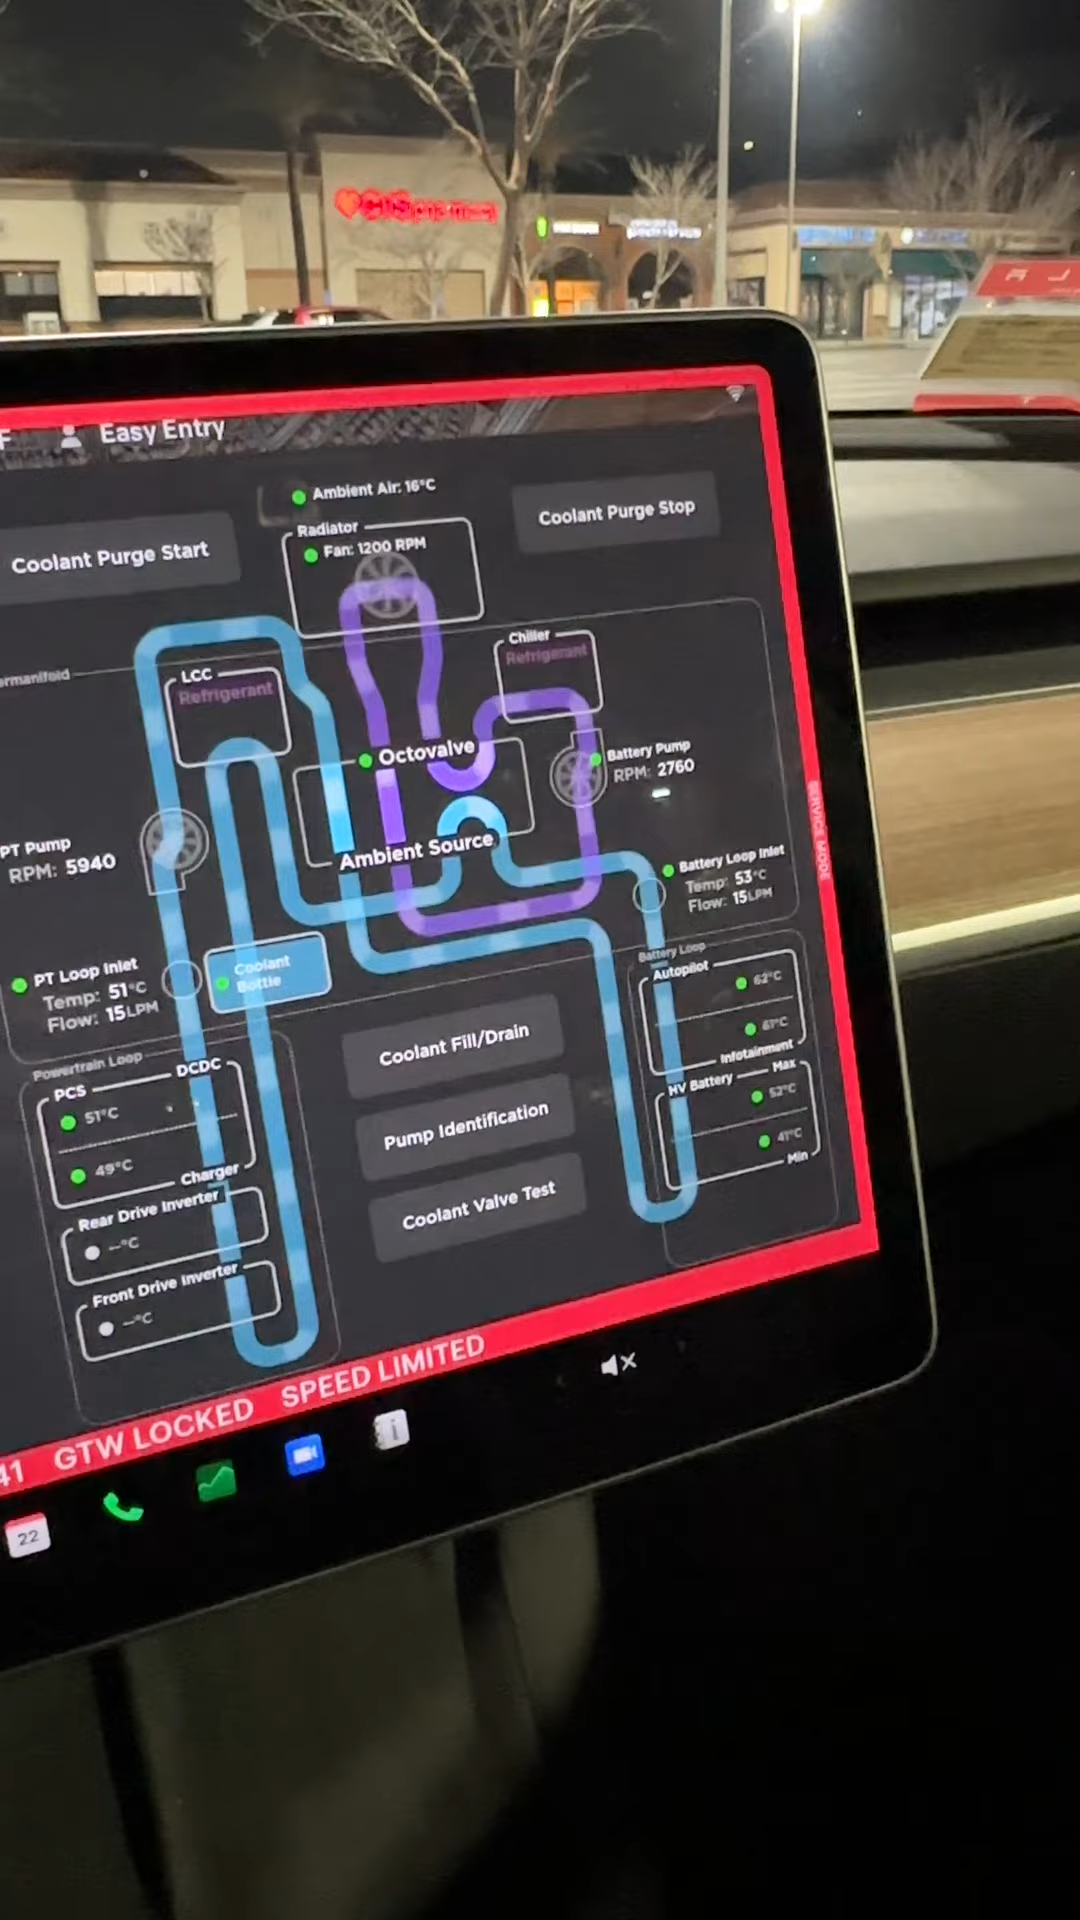 CVS pharmacy
F Easy Entry
Ambient Air: 16°C
Coolant Purge Start
Coolant Purge Stop
Radiator
Fan: 1200 RPM
ermanifold
LCC
Refrigerant
Chiller
Refrigerant
Octovalve
Battery Pump
RPM: 2760
PT Pump
RPM: 5940
Ambient Source
Battery Loop Inlet
Temp: 53°C
Flow: 15LPM
SERVICE MODE
PT Loop Inlet
Temp: 51°C
Flow: 15LPM
Coolant
Bottle
Battery Loop
Autopilot
62°C
61°C
Infotainment
Coolant Fill/Drain
Powertrain Loop
PCS
DCDC
51°C
49°C
Charger
HV Battery
Max
52°C
41°C
Min
Pump Identification
Rear Drive Inverter
--°C
Coolant Valve Test
Front Drive Inverter
--°C
41 GTW LOCKED SPEED LIMITED
22